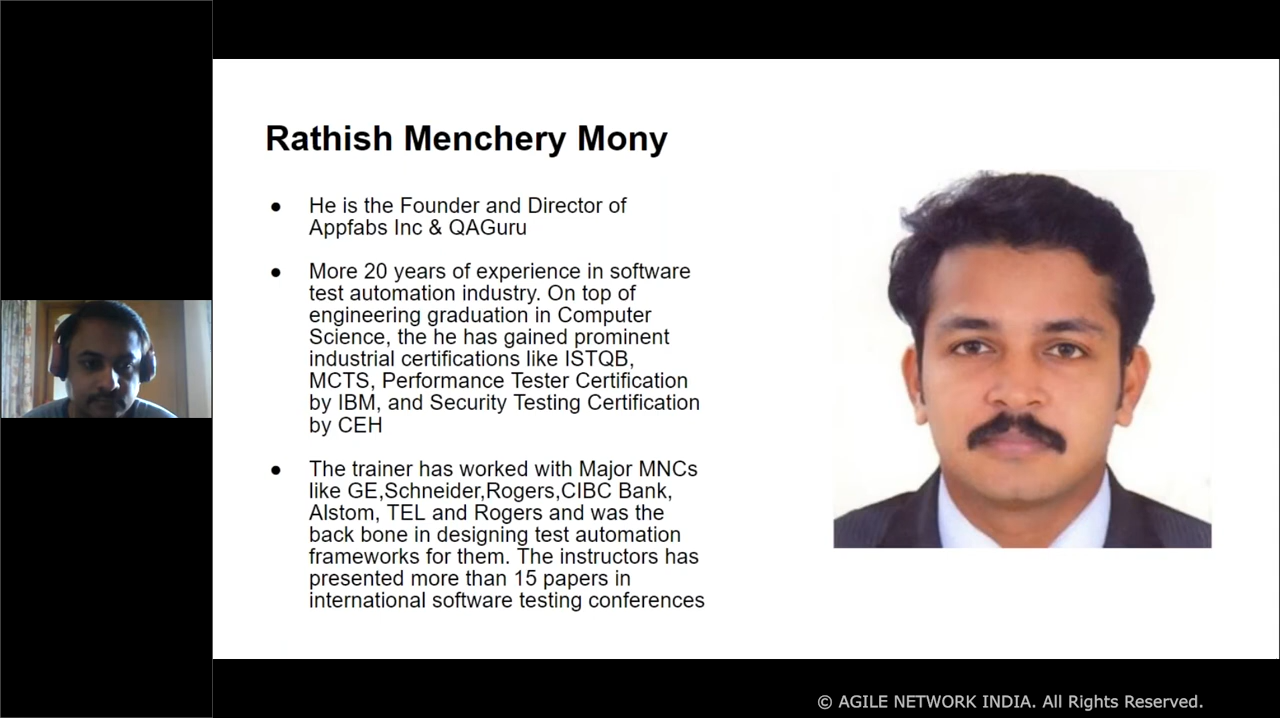 Rathish Menchery Mony
● He is the Founder and Director of
Appfabs Inc & QAGuru
● More 20 years of experience in software
test automation industry. On top of
engineering graduation in Computer
Science, the he has gained prominent
industrial certifications like ISTQB,
MCTS, Performance Tester Certification
by IBM, and Security Testing Certification
by CEH
● The trainer has worked with Major MNCs
like GE,Schneider,Rogers,CIBC Bank,
Alstom, TEL and Rogers and was the
back bone in designing test automation
frameworks for them. The instructors has
presented more than 15 papers in
international software testing conferences
© AGILE NETWORK INDIA. All Rights Reserved.